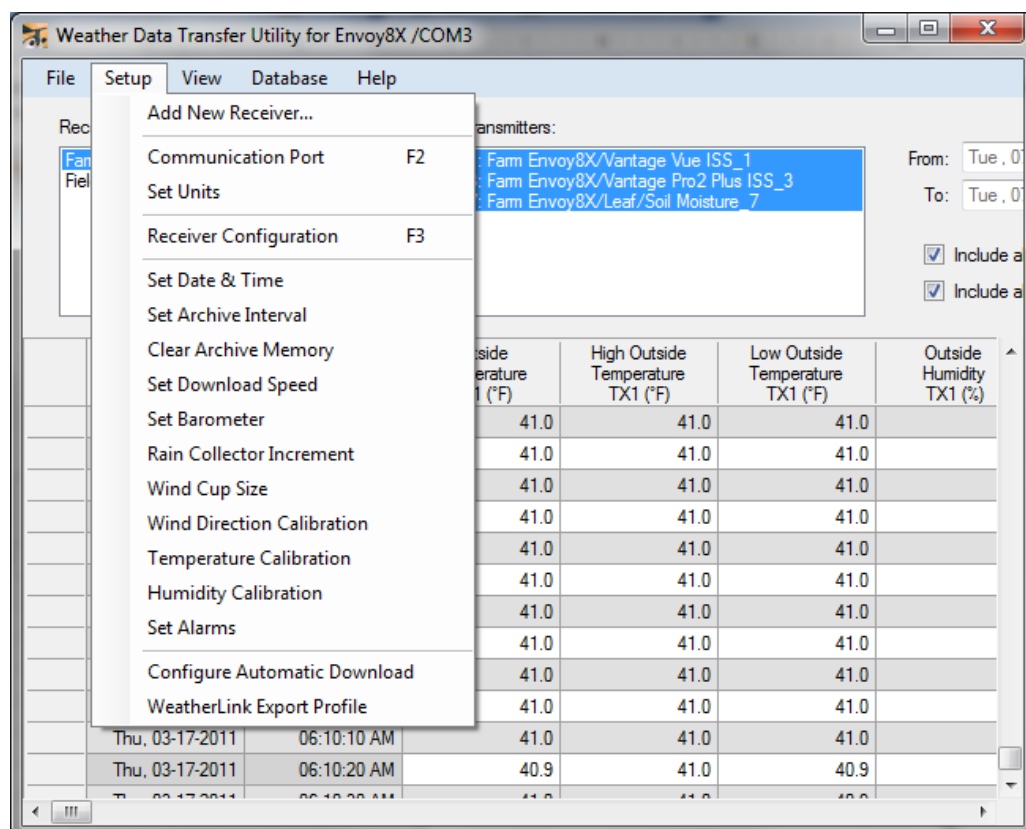 Weather Data Transfer Utility for Envoy8X /COM3
File Setup View Database Help
Add New Receiver...
Communication Port F2
Set Units
Receiver Configuration F3
Set Date & Time
Set Archive Interval
Clear Archive Memory
Set Download Speed
Set Barometer
Rain Collector Increment
Wind Cup Size
Wind Direction Calibration
Temperature Calibration
Humidity Calibration
Set Alarms
Configure Automatic Download
WeatherLink Export Profile
: Farm Envoy8X/Vantage Vue ISS_1
: Farm Envoy8X/Vantage Pro2 Plus ISS_3
: Farm Envoy8X/Leaf/Soil Moisture_7
From: Tue , 0
To: Tue , 0
Include a
Include a
High Outside Temperature TX1 (°F)
Low Outside Temperature TX1 (°F)
Outside Humidity TX1 (%)
41.0 41.0 41.0
41.0 41.0 41.0
41.0 41.0 41.0
41.0 41.0 41.0
41.0 41.0 41.0
41.0 41.0 41.0
41.0 41.0 41.0
41.0 41.0 41.0
41.0 41.0 41.0
41.0 41.0 41.0
Thu, 03-17-2011 06:10:10 AM 41.0 41.0 41.0
Thu, 03-17-2011 06:10:20 AM 40.9 41.0 40.9